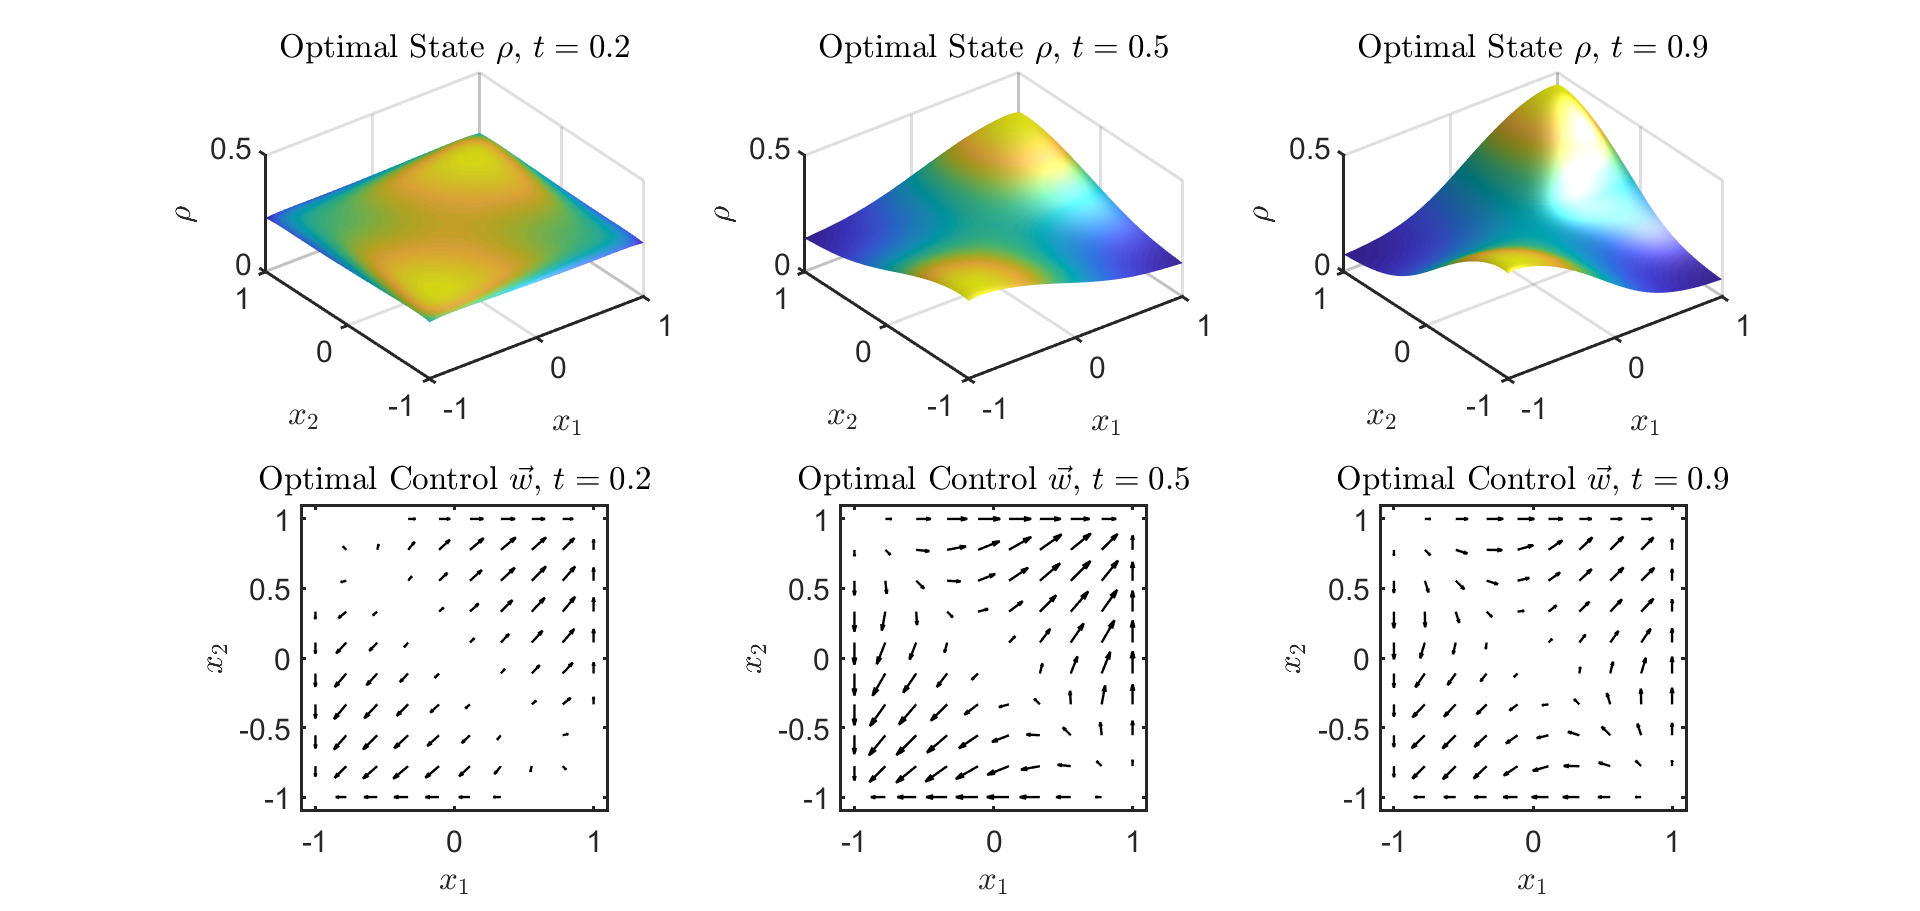 Optimal State ρ, t = 0.2
0.5
0
ρ
1
0
-1
x₂
-1
0
1
x₁
Optimal State ρ, t = 0.5
0.5
0
ρ
1
0
-1
x₂
-1
0
1
x₁
Optimal State ρ, t = 0.9
0.5
0
ρ
1
0
-1
x₂
-1
0
1
x₁
Optimal Control w⃗, t = 0.2
1
0.5
0
-0.5
-1
x₂
-1 0 1
x₁
Optimal Control w⃗, t = 0.5
1
0.5
0
-0.5
-1
x₂
-1 0 1
x₁
Optimal Control w⃗, t = 0.9
1
0.5
0
-0.5
-1
x₂
-1 0 1
x₁